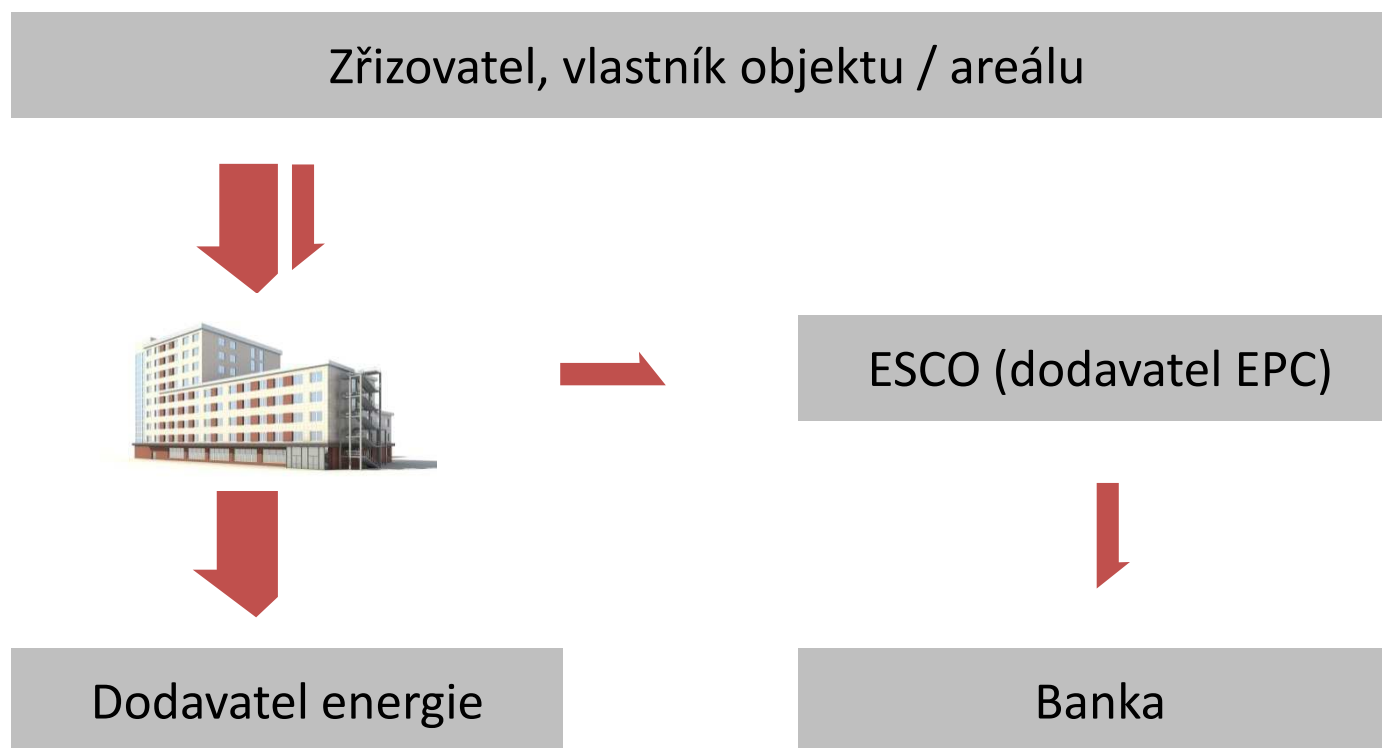 Zřizovatel, vlastník objektu / areálu
ESCO (dodavatel EPC)
Dodavatel energie
Banka